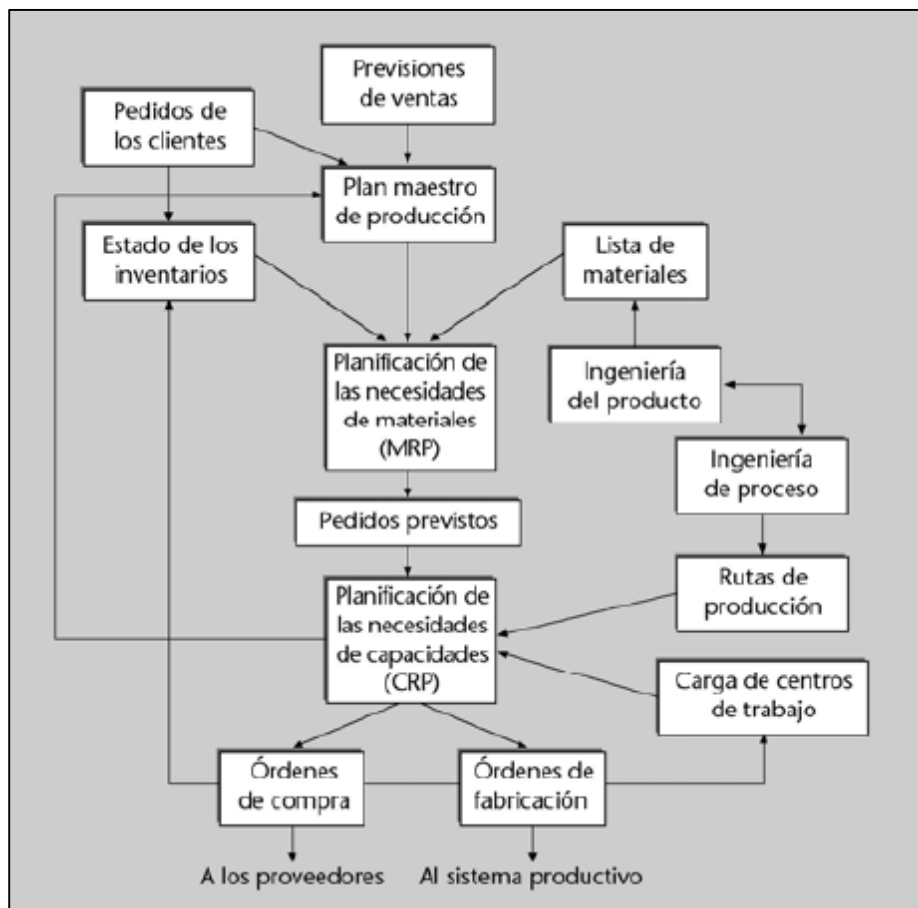 Previsiones
de ventas
Pedidos de
los clientes
Plan maestro
de producción
Estado de los
inventarios
Lista de
materiales
Planificación de
las necesidades
de materiales
(MRP)
Ingeniería
del producto
Ingeniería
de proceso
Pedidos previstos
Planificación de
las necesidades
de capacidades
(CRP)
Rutas de
producción
Carga de centros
de trabajo
Órdenes
de compra
Órdenes de
fabricación
A los proveedores
Al sistema productivo